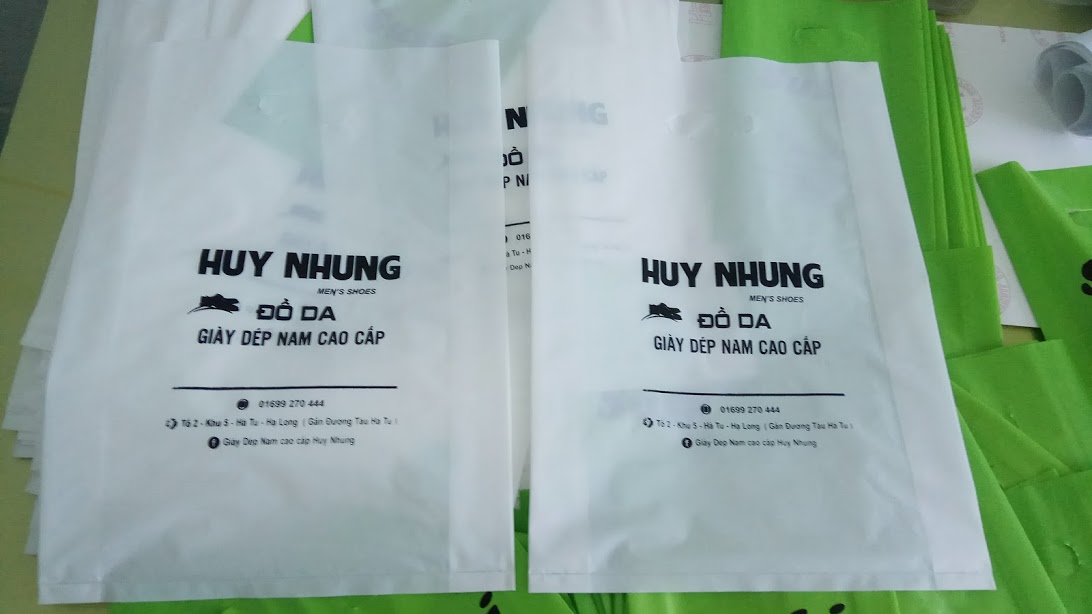 HUY NHUNG
MEN'S SHOES
ĐỒ DA
GIÀY DÉP NAM CAO CẤP
01699 270 444
Tổ 2 - Khu 5 - Hà Tu - Hạ Long ( Gần Đường Tàu Hà Tu )
Giày Dép Nam cao cấp Huy Nhung
HUY NHUNG
MEN'S SHOES
ĐỒ DA
GIÀY DÉP NAM CAO CẤP
01699 270 444
Tổ 2 - Khu 5 - Hà Tu - Hạ Long ( Gần Đường Tàu Hà Tu )
Giày Dép Nam cao cấp Huy Nhung